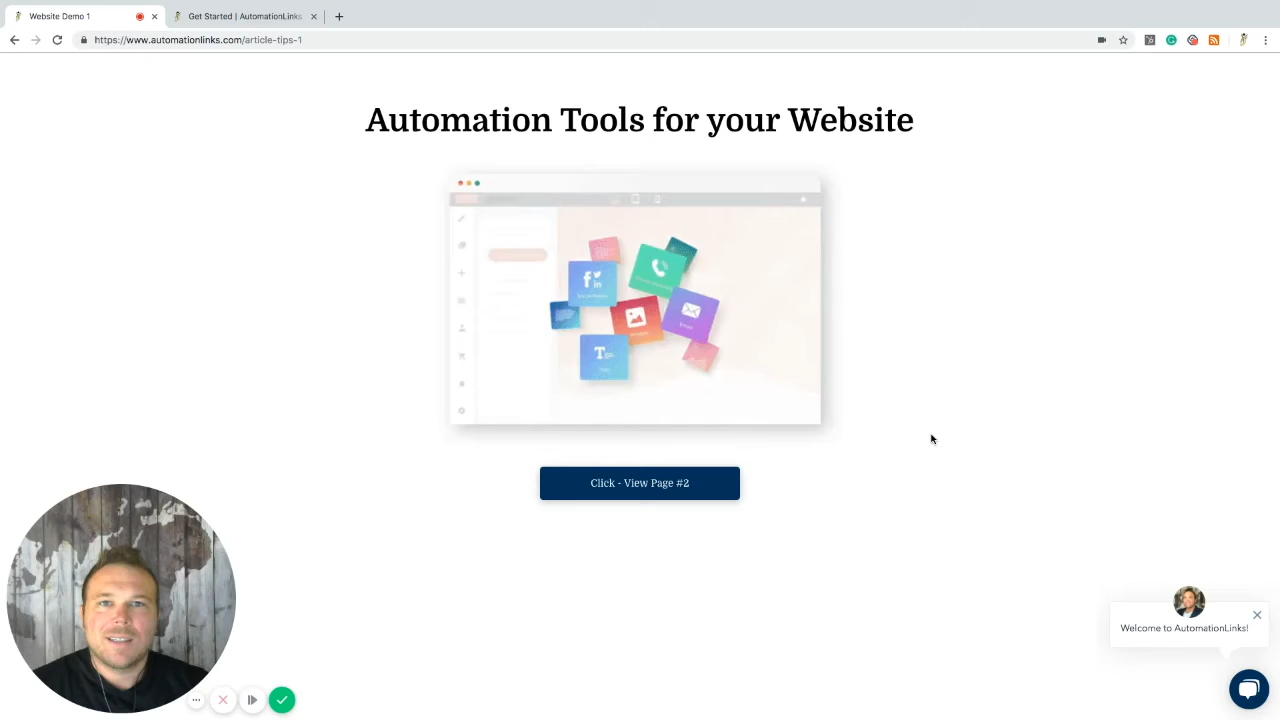 Website Demo 1
Get Started | AutomationLinks
https://www.automationlinks.com/article-tips-1
Automation Tools for your Website
Click - View Page #2
Welcome to AutomationLinks!